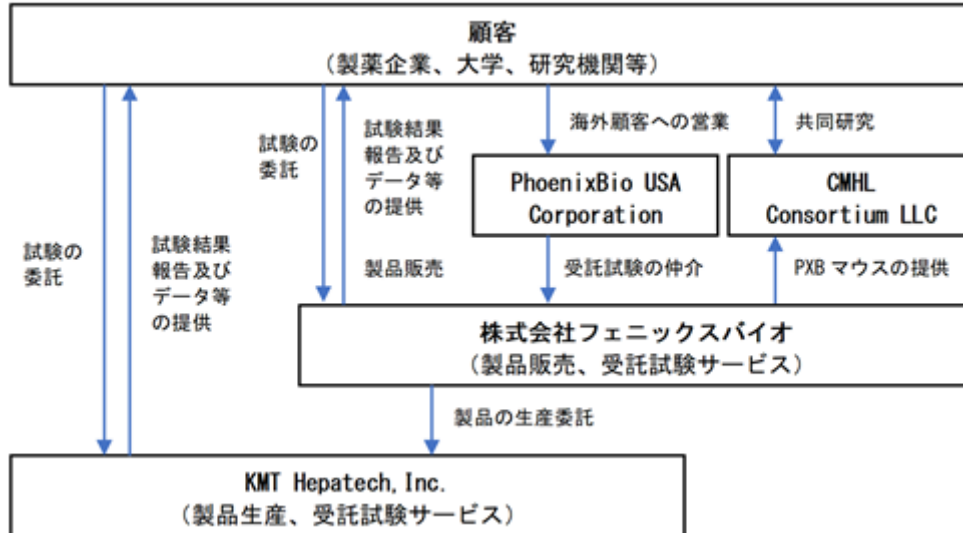 顧客
(製薬企業、大学、研究機関等)
試験の
委託
試験結果
報告及び
データ等
の提供
試験の
委託
試験結果
報告及び
データ等
の提供
製品販売
海外顧客への営業
共同研究
PhoenixBio USA
Corporation
CMHL
Consortium LLC
受託試験の仲介
PXB マウスの提供
株式会社フェニックスバイオ
(製品販売、受託試験サービス)
製品の生産委託
KMT Hepatech, Inc.
(製品生産、受託試験サービス)